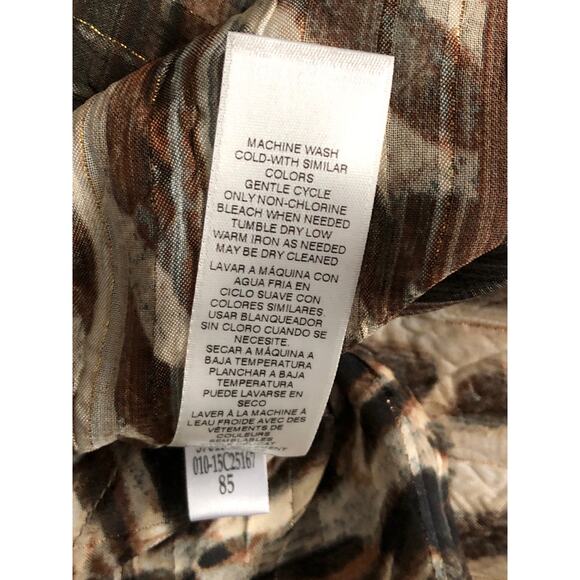 MACHINE WASH
COLD-WITH SIMILAR
COLORS
GENTLE CYCLE
ONLY NON-CHLORINE
BLEACH WHEN NEEDED
TUMBLE DRY LOW
WARM IRON AS NEEDED
MAY BE DRY CLEANED
LAVAR A MÁQUINA CON
AGUA FRIA EN
CICLO SUAVE CON
COLORES SIMILARES.
USAR BLANQUEADOR
SIN CLORO CUANDO SE
NECESITE.
SECAR A MÁQUINA A
BAJA TEMPERATURA
PLANCHAR A BAJA
TEMPERATURA
PUEDE LAVARSE EN
SECO
LAVER À LA MACHINE À
L'EAU FROIDE AVEC DES
VÊTEMENTS DE
COULEURS
SEMBLABLES
010-15C25167
85